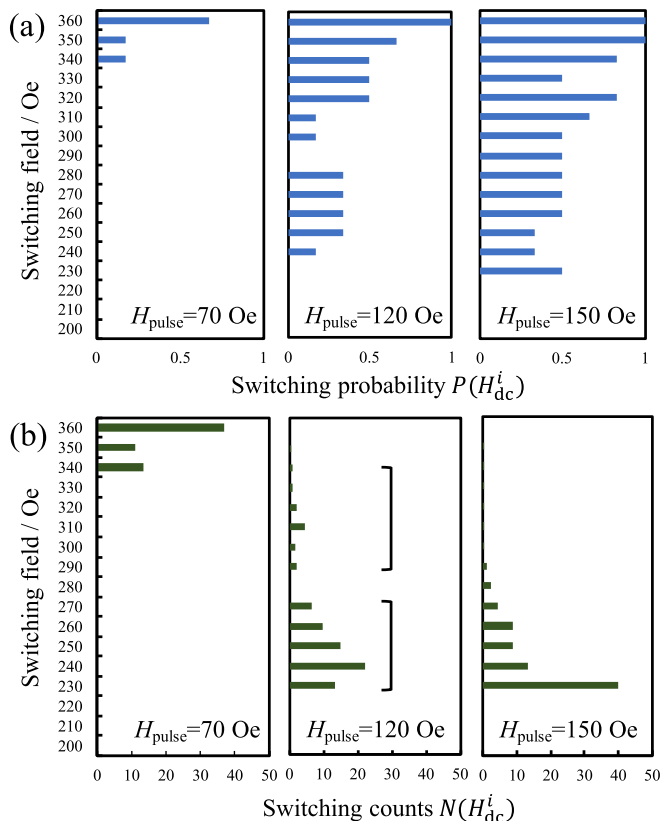 (a)
Switching field / Oe
360
350
340
330
320
310
300
290
280
270
260
250
240
230
220
210
200
H_pulse=70 Oe
H_pulse=120 Oe
H_pulse=150 Oe
0 0.5 1
0 0.5 1
0 0.5 1
Switching probability P(H_dc^i)
(b)
Switching field / Oe
360
350
340
330
320
310
300
290
280
270
260
250
240
230
220
210
200
H_pulse=70 Oe
H_pulse=120 Oe
H_pulse=150 Oe
0 10 20 30 40 50
0 10 20 30 40 50
0 10 20 30 40 50
Switching counts N(H_dc^i)